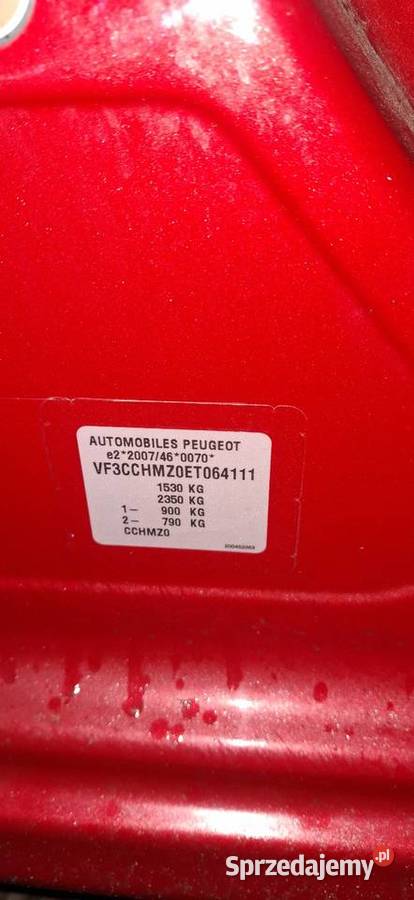 AUTOMOBILES PEUGEOT
e2*2007/46*0070*
VF3CCHMZ0ET064111
1530 KG
2350 KG
1- 900 KG
2- 790 KG
CCHMZ0
Sprzedajemy.pl